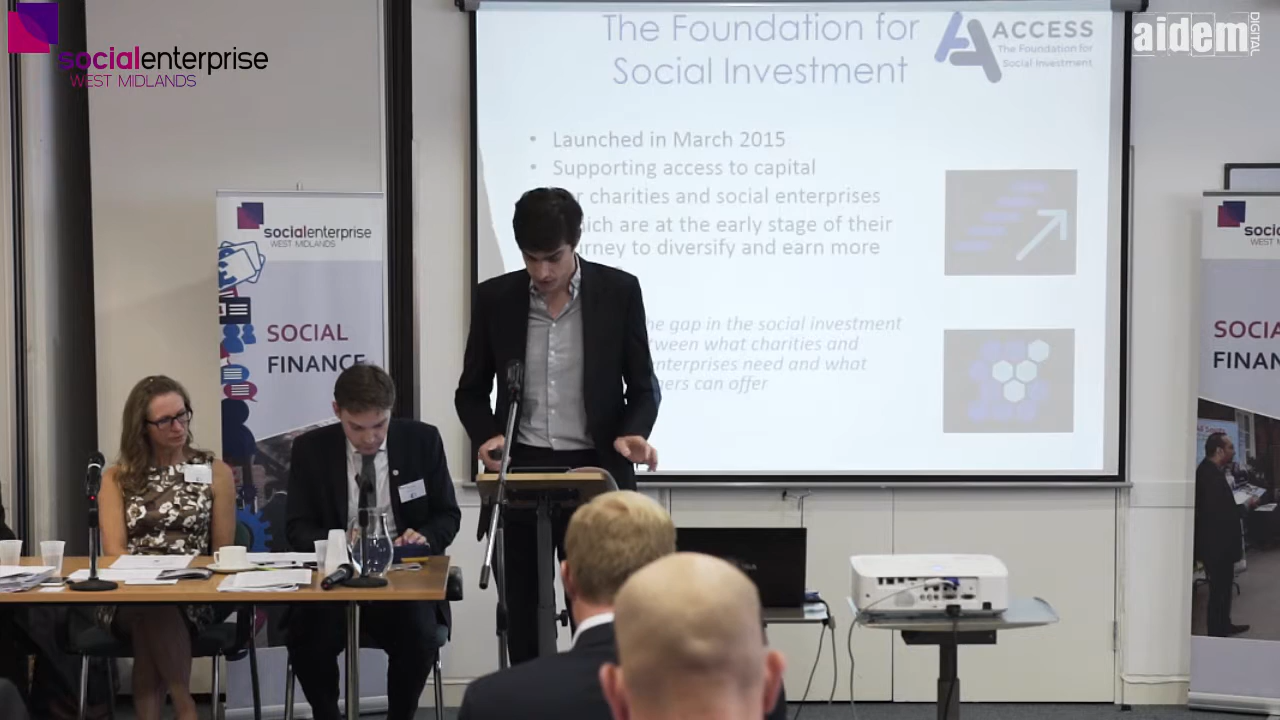 socialenterprise
WEST MIDLANDS
aidem
DIGITAL
The Foundation for
Social Investment
ACCESS
The Foundation for
Social Investment
• Launched in March 2015
• Supporting access to capital
charities and social enterprises
are at the early stage of their
to diversify and earn more
the gap in the social investment
what charities and
enterprises need and what
can offer
socialenterprise
WEST MIDLANDS
SOCIAL
FINANCE
WEST